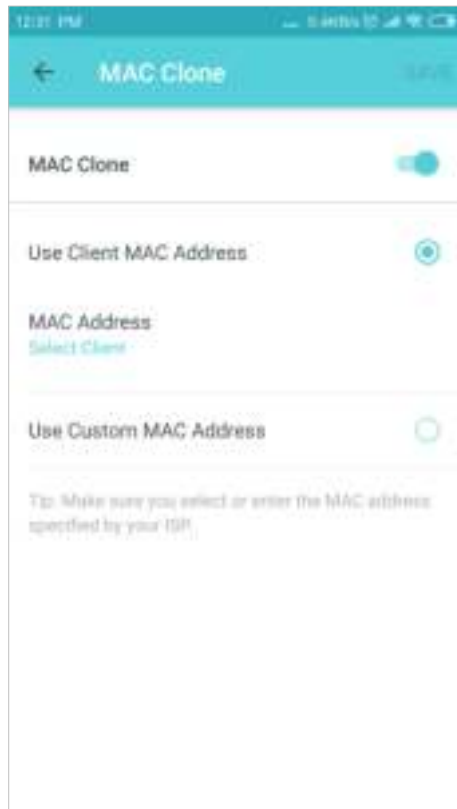 12:31 PM
MAC Clone
SAVE
MAC Clone
Use Client MAC Address
MAC Address
Select Client
Use Custom MAC Address
Tip: Make sure you select or enter the MAC address
specified by your ISP.